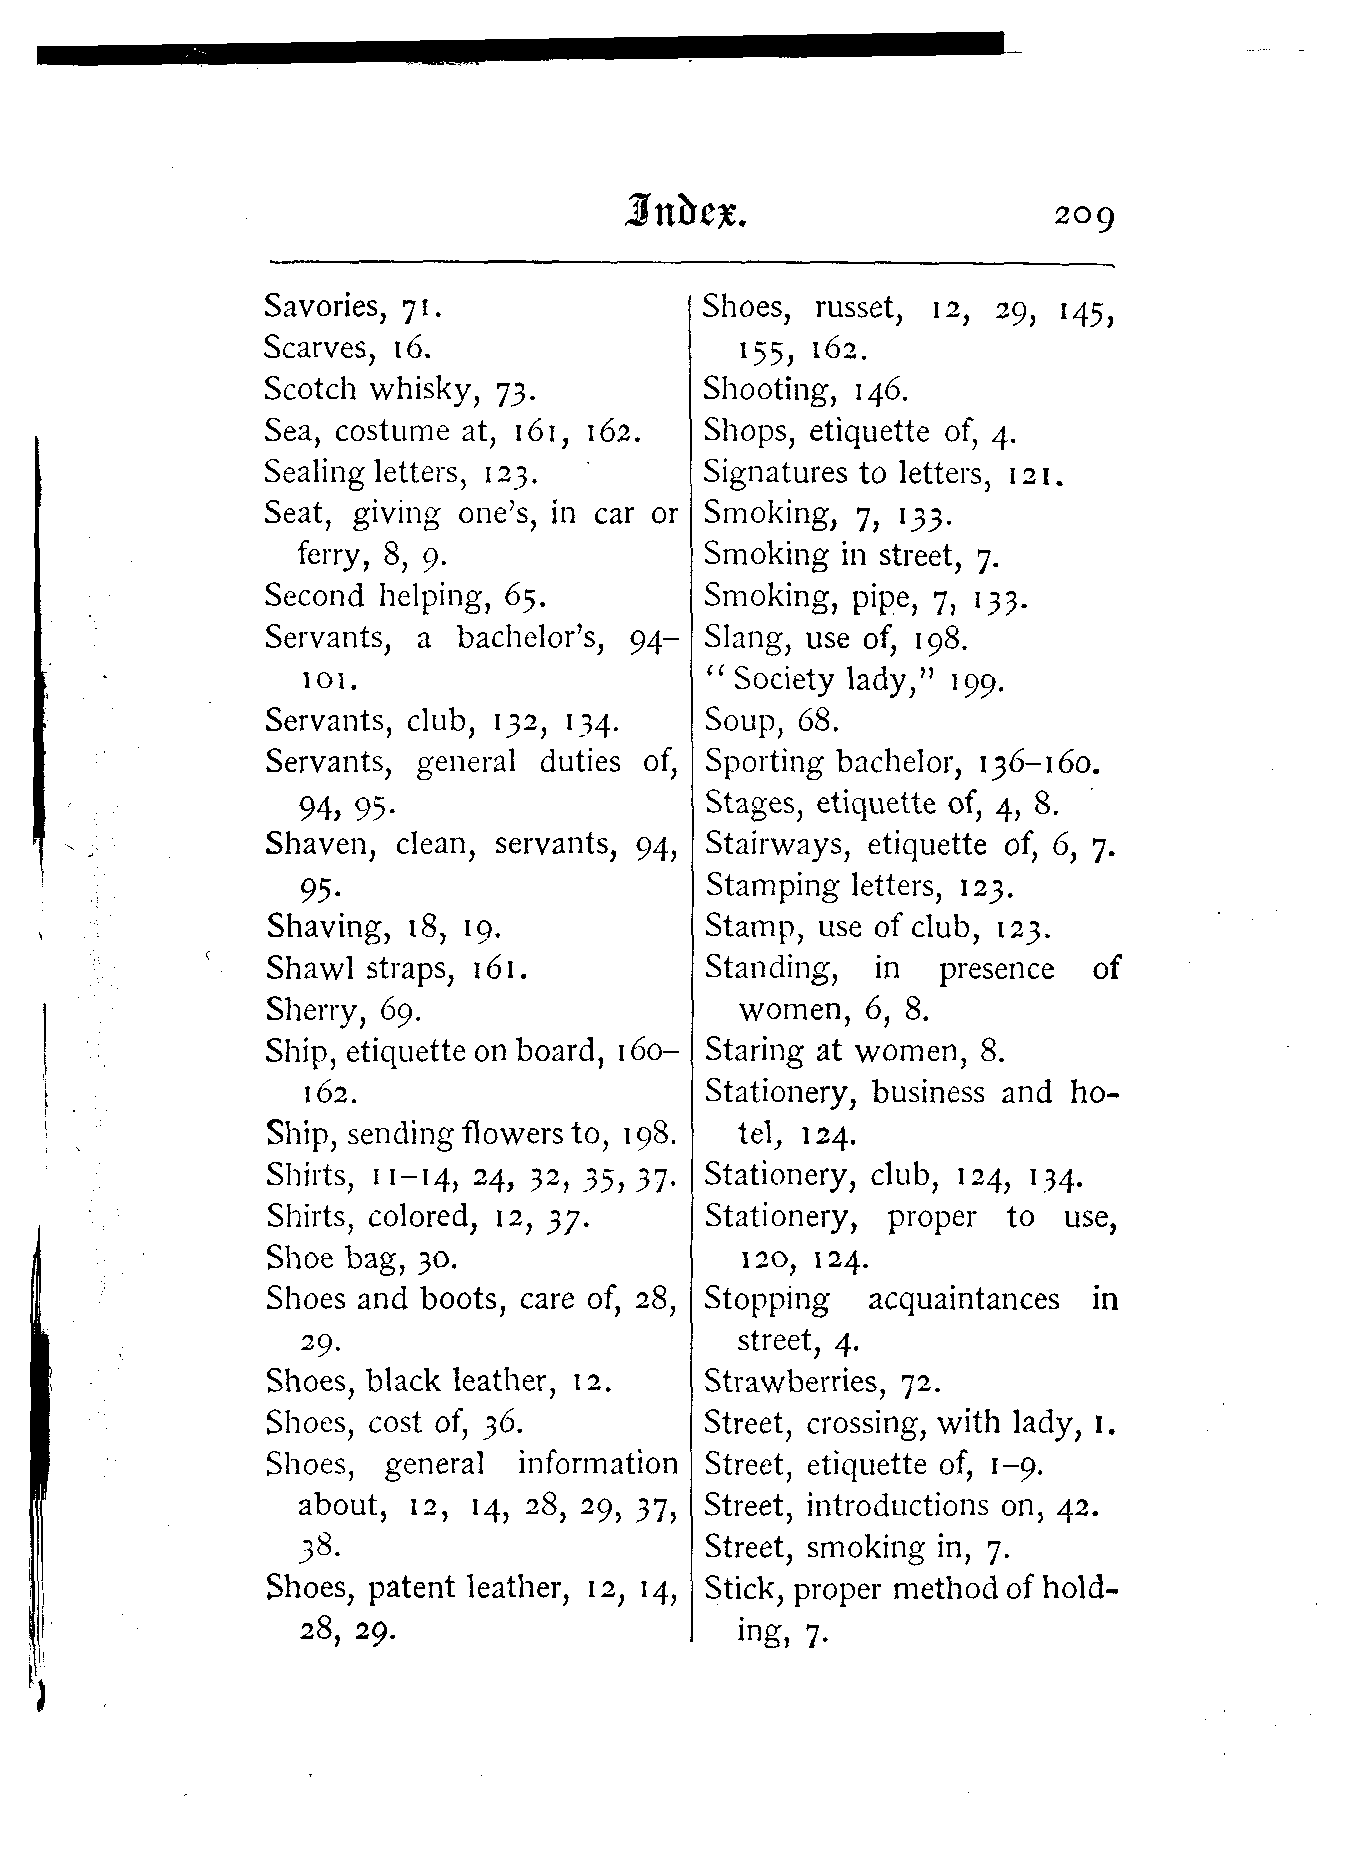 Index.
209
Savories, 71.
Scarves, 16.
Scotch whisky, 73.
Sea, costume at, 161, 162.
Sealing letters, 123.
Seat, giving one's, in car or
ferry, 8, 9.
Second helping, 65.
Servants, a bachelor's, 94–
101.
Servants, club, 132, 134.
Servants, general duties of,
94, 95.
Shaven, clean, servants, 94,
95.
Shaving, 18, 19.
Shawl straps, 161.
Sherry, 69.
Ship, etiquette on board, 160–
162.
Ship, sending flowers to, 198.
Shirts, 11–14, 24, 32, 35, 37.
Shirts, colored, 12, 37.
Shoe bag, 30.
Shoes and boots, care of, 28,
29.
Shoes, black leather, 12.
Shoes, cost of, 36.
Shoes, general information
about, 12, 14, 28, 29, 37,
38.
Shoes, patent leather, 12, 14,
28, 29.
Shoes, russet, 12, 29, 145,
155, 162.
Shooting, 146.
Shops, etiquette of, 4.
Signatures to letters, 121.
Smoking, 7, 133.
Smoking in street, 7.
Smoking, pipe, 7, 133.
Slang, use of, 198.
"Society lady," 199.
Soup, 68.
Sporting bachelor, 136–160.
Stages, etiquette of, 4, 8.
Stairways, etiquette of, 6, 7.
Stamping letters, 123.
Stamp, use of club, 123.
Standing, in presence of
women, 6, 8.
Staring at women, 8.
Stationery, business and ho-
tel, 124.
Stationery, club, 124, 134.
Stationery, proper to use,
120, 124.
Stopping acquaintances in
street, 4.
Strawberries, 72.
Street, crossing, with lady, 1.
Street, etiquette of, 1–9.
Street, introductions on, 42.
Street, smoking in, 7.
Stick, proper method of hold-
ing, 7.